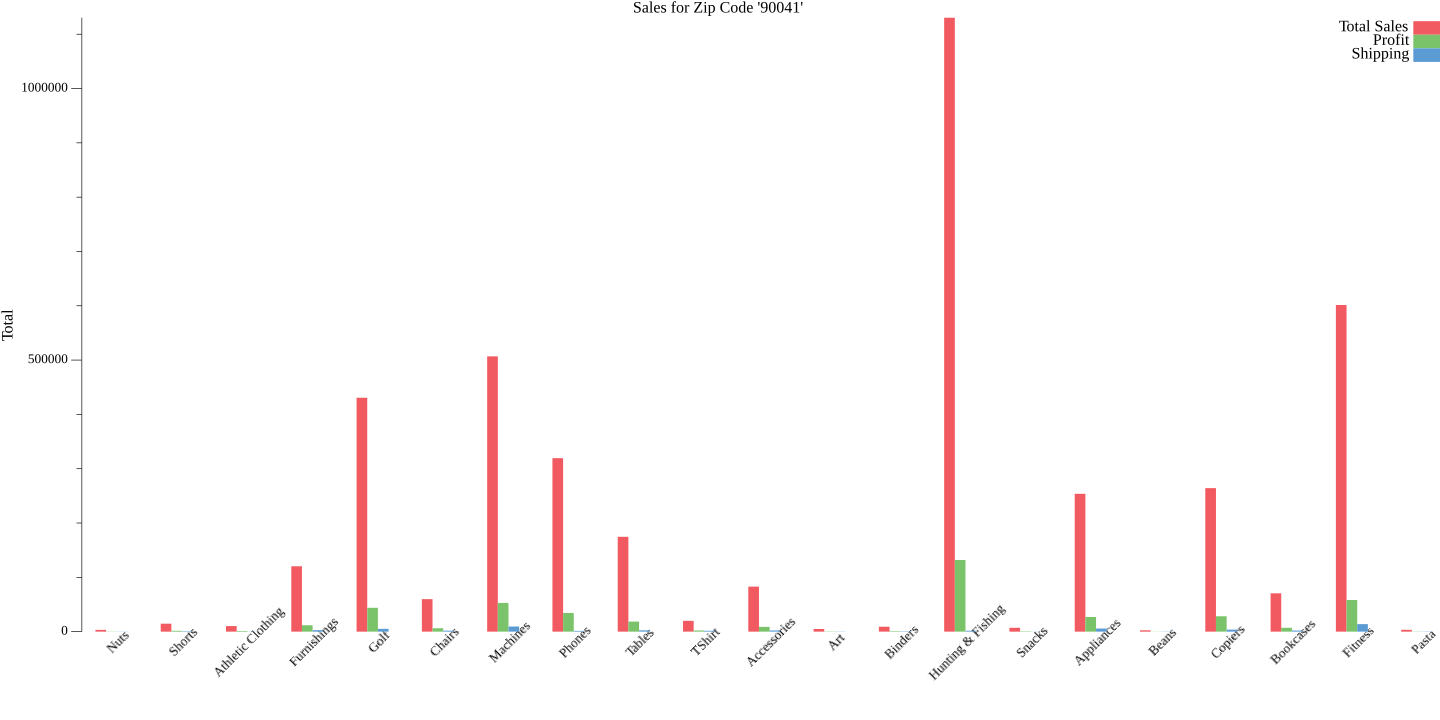 Sales for Zip Code '90041'
Total Sales
Profit
Shipping
Total
1000000
500000
0
Nuts
Shorts
Athletic Clothing
Furnishings
Golf
Chairs
Machines
Phones
Tables
TShirt
Accessories
Art
Binders
Hunting & Fishing
Snacks
Appliances
Beans
Copiers
Bookcases
Fitness
Pasta